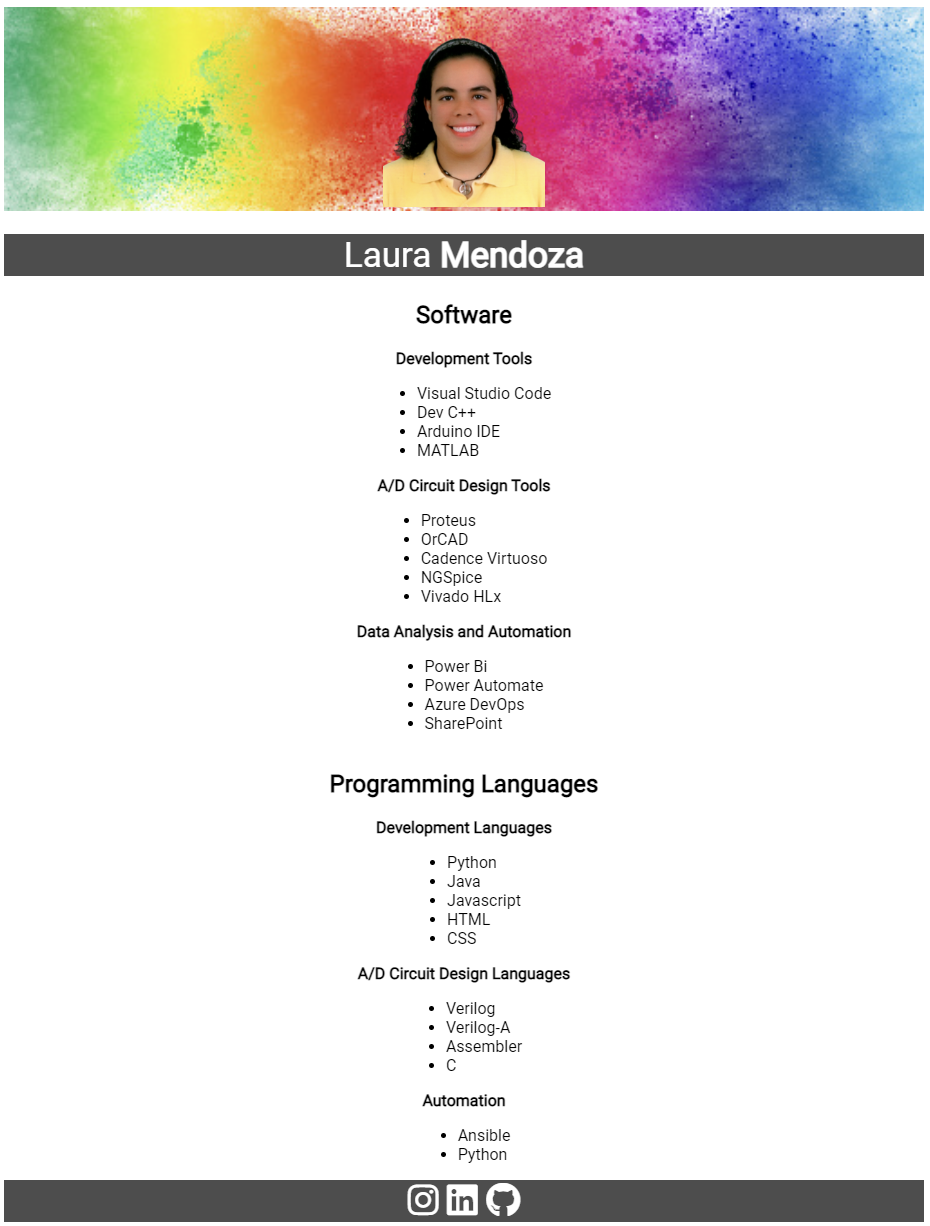 Laura Mendoza
Software
Development Tools
Visual Studio Code
Dev C++
Arduino IDE
MATLAB
A/D Circuit Design Tools
Proteus
OrCAD
Cadence Virtuoso
NGSpice
Vivado HLx
Data Analysis and Automation
Power Bi
Power Automate
Azure DevOps
SharePoint
Programming Languages
Development Languages
Python
Java
Javascript
HTML
CSS
A/D Circuit Design Languages
Verilog
Verilog-A
Assembler
C
Automation
Ansible
Python
in